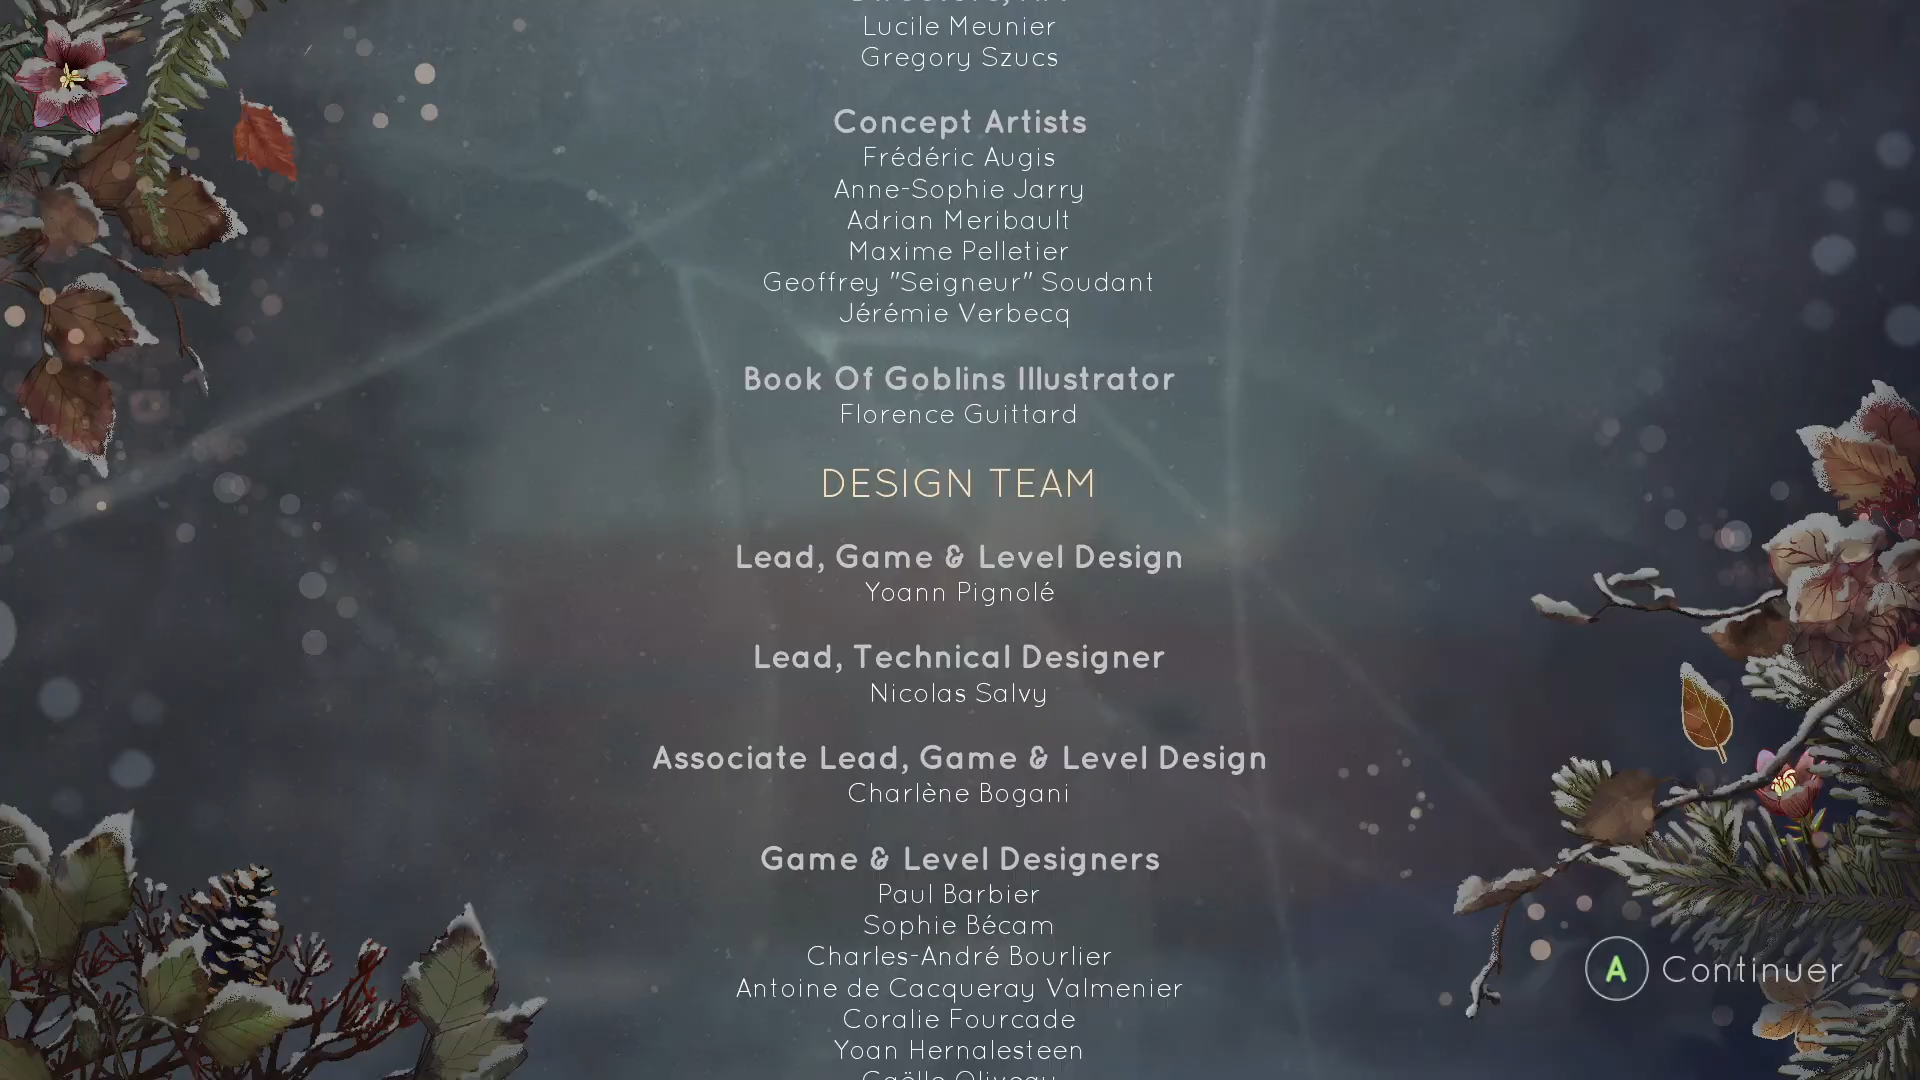 Lucile Meunier
Gregory Szucs
Concept Artists
Frédéric Augis
Anne-Sophie Jarry
Adrian Meribault
Maxime Pelletier
Geoffrey "Seigneur" Soudant
Jérémie Verbecq
Book Of Goblins Illustrator
Florence Guittard
DESIGN TEAM
Lead, Game & Level Design
Yoann Pignolé
Lead, Technical Designer
Nicolas Salvy
Associate Lead, Game & Level Design
Charlène Bogani
Game & Level Designers
Paul Barbier
Sophie Bécam
Charles-André Bourlier
Antoine de Cacqueray Valmenier
Coralie Fourcade
Yoan Hernalesteen
A Continuer